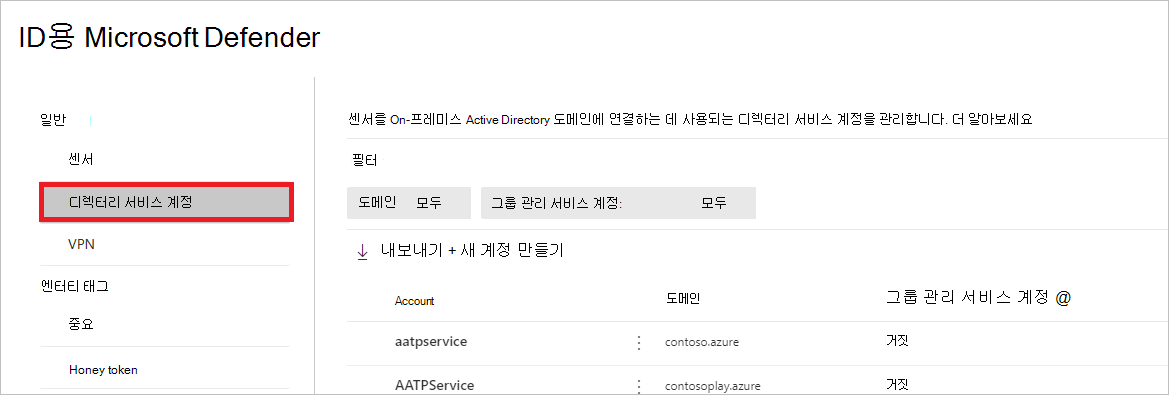 ID용 Microsoft Defender
일반
센서
디렉터리 서비스 계정
VPN
엔터티 태그
중요
Honey token
센서를 On-프레미스 Active Directory 도메인에 연결하는 데 사용되는 디렉터리 서비스 계정을 관리합니다. 더 알아보세요
필터
도메인 모두 그룹 관리 서비스 계정: 모두
내보내기 + 새 계정 만들기
Account 도메인 그룹 관리 서비스 계정 @
aatpservice contoso.azure 거짓
AATPService contosoplay.azure 거짓